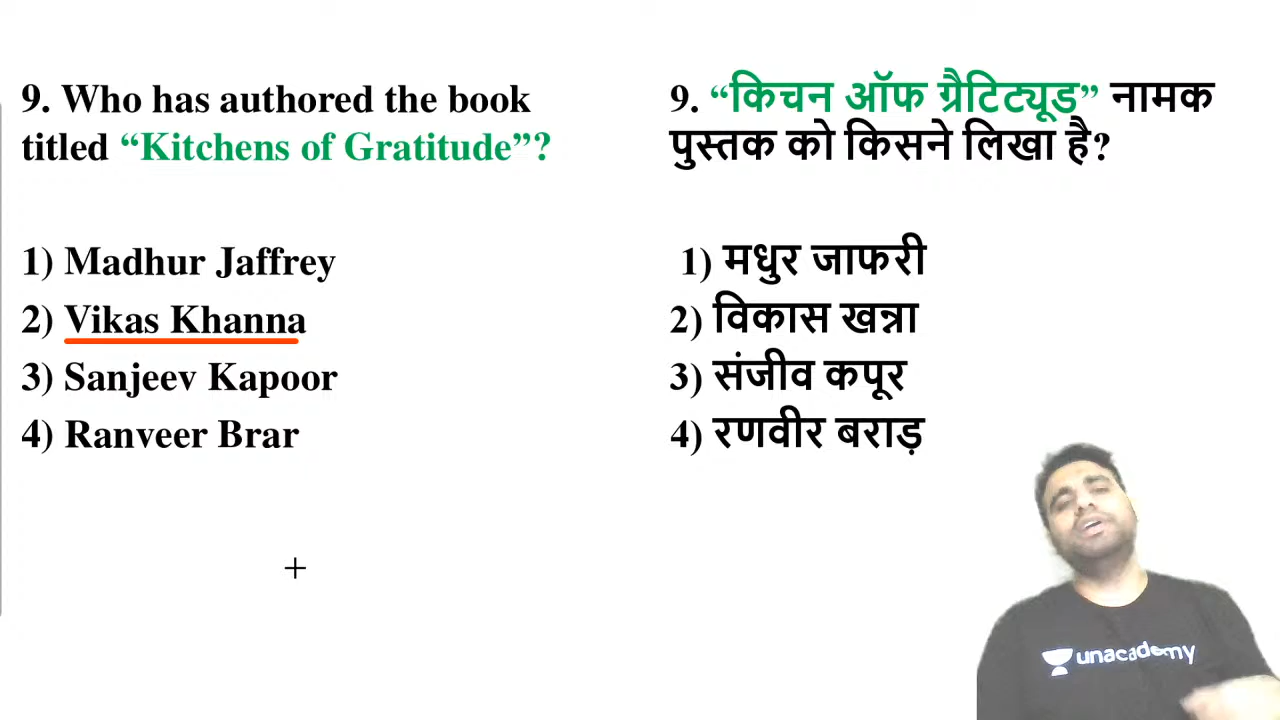 9. Who has authored the book
titled “Kitchens of Gratitude”?
1) Madhur Jaffrey
2) Vikas Khanna
3) Sanjeev Kapoor
4) Ranveer Brar
9. “किचन ऑफ ग्रैटिट्यूड” नामक
पुस्तक को किसने लिखा है?
1) मधुर जाफरी
2) विकास खन्ना
3) संजीव कपूर
4) रणवीर बराड़
unacademy